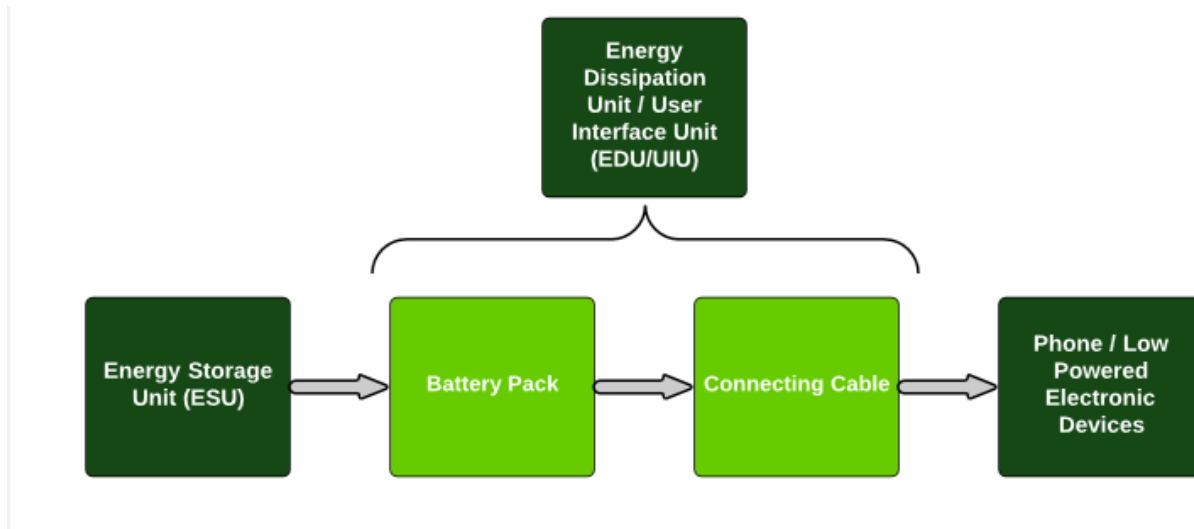 Energy
Dissipation
Unit / User
Interface Unit
(EDU/UIU)
Energy Storage
Unit (ESU)
Battery Pack
Connecting Cable
Phone / Low
Powered
Electronic
Devices